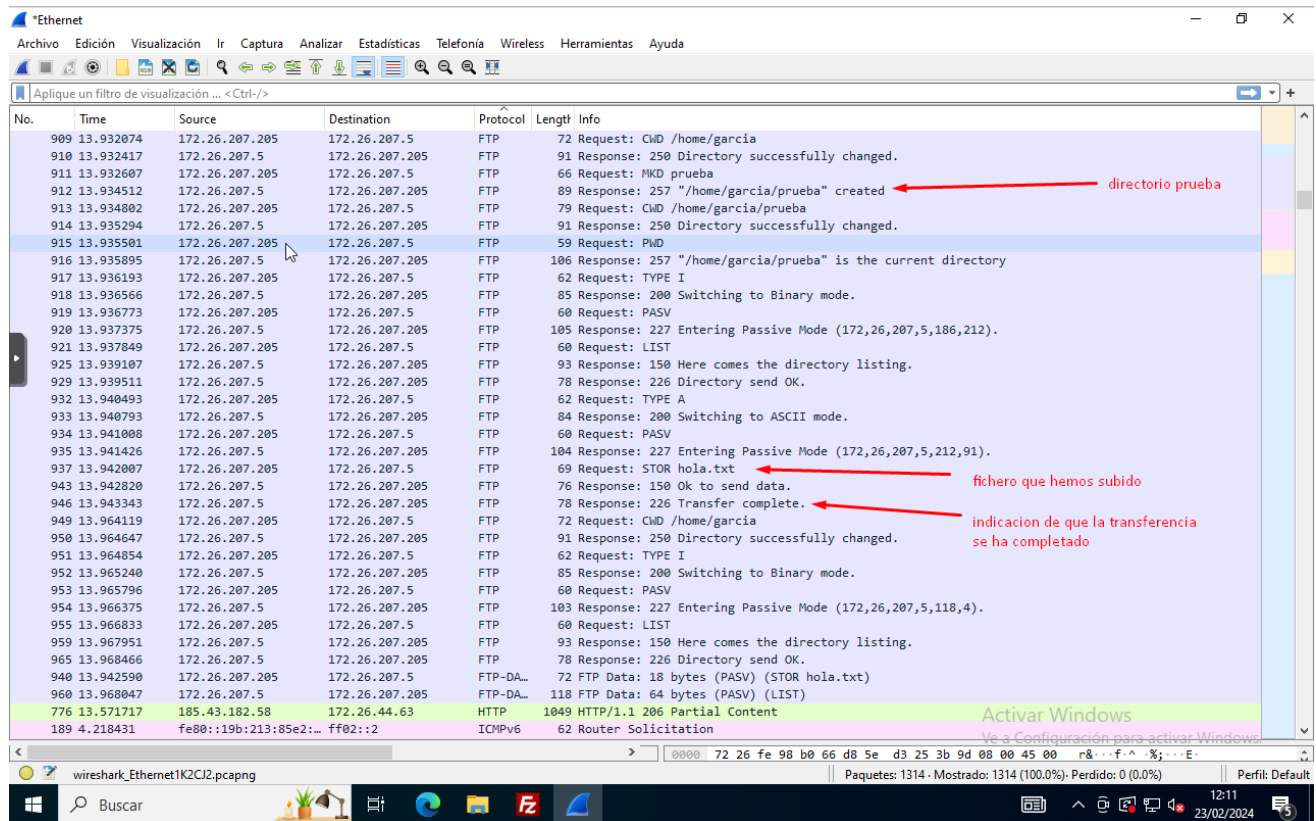 *Ethernet
Archivo Edición Visualización Ir Captura Analizar Estadísticas Telefonía Wireless Herramientas Ayuda
Aplique un filtro de visualización ... <Ctrl-/>
No. Time Source Destination Protocol Length Info
909 13.932074 172.26.207.205 172.26.207.5 FTP 72 Request: CWD /home/garcia
910 13.932417 172.26.207.5 172.26.207.205 FTP 91 Response: 250 Directory successfully changed.
911 13.932607 172.26.207.205 172.26.207.5 FTP 66 Request: MKD prueba
912 13.934512 172.26.207.5 172.26.207.205 FTP 89 Response: 257 "/home/garcia/prueba" created
directorio prueba
913 13.934802 172.26.207.205 172.26.207.5 FTP 79 Request: CWD /home/garcia/prueba
914 13.935294 172.26.207.5 172.26.207.205 FTP 91 Response: 250 Directory successfully changed.
915 13.935501 172.26.207.205 172.26.207.5 FTP 59 Request: PWD
916 13.935895 172.26.207.5 172.26.207.205 FTP 106 Response: 257 "/home/garcia/prueba" is the current directory
917 13.936193 172.26.207.205 172.26.207.5 FTP 62 Request: TYPE I
918 13.936566 172.26.207.5 172.26.207.205 FTP 85 Response: 200 Switching to Binary mode.
919 13.936773 172.26.207.205 172.26.207.5 FTP 60 Request: PASV
920 13.937375 172.26.207.5 172.26.207.205 FTP 105 Response: 227 Entering Passive Mode (172,26,207,5,186,212).
921 13.937849 172.26.207.205 172.26.207.5 FTP 60 Request: LIST
925 13.939107 172.26.207.5 172.26.207.205 FTP 93 Response: 150 Here comes the directory listing.
929 13.939511 172.26.207.5 172.26.207.205 FTP 78 Response: 226 Directory send OK.
932 13.940493 172.26.207.205 172.26.207.5 FTP 62 Request: TYPE A
933 13.940793 172.26.207.5 172.26.207.205 FTP 84 Response: 200 Switching to ASCII mode.
934 13.941008 172.26.207.205 172.26.207.5 FTP 60 Request: PASV
935 13.941426 172.26.207.5 172.26.207.205 FTP 104 Response: 227 Entering Passive Mode (172,26,207,5,212,91).
937 13.942007 172.26.207.205 172.26.207.5 FTP 69 Request: STOR hola.txt
fichero que hemos subido
943 13.942820 172.26.207.5 172.26.207.205 FTP 76 Response: 150 Ok to send data.
946 13.943343 172.26.207.5 172.26.207.205 FTP 78 Response: 226 Transfer complete.
indicacion de que la transferencia
se ha completado
949 13.964119 172.26.207.205 172.26.207.5 FTP 72 Request: CWD /home/garcia
950 13.964647 172.26.207.5 172.26.207.205 FTP 91 Response: 250 Directory successfully changed.
951 13.964854 172.26.207.205 172.26.207.5 FTP 62 Request: TYPE I
952 13.965240 172.26.207.5 172.26.207.205 FTP 85 Response: 200 Switching to Binary mode.
953 13.965796 172.26.207.205 172.26.207.5 FTP 60 Request: PASV
954 13.966375 172.26.207.5 172.26.207.205 FTP 103 Response: 227 Entering Passive Mode (172,26,207,5,118,4).
955 13.966833 172.26.207.205 172.26.207.5 FTP 60 Request: LIST
959 13.967951 172.26.207.5 172.26.207.205 FTP 93 Response: 150 Here comes the directory listing.
965 13.968466 172.26.207.5 172.26.207.205 FTP 78 Response: 226 Directory send OK.
940 13.942590 172.26.207.205 172.26.207.5 FTP-DA... 72 FTP Data: 18 bytes (PASV) (STOR hola.txt)
960 13.968047 172.26.207.5 172.26.207.205 FTP-DA... 118 FTP Data: 64 bytes (PASV) (LIST)
776 13.571717 185.43.182.58 172.26.44.63 HTTP 1049 HTTP/1.1 206 Partial Content
189 4.218431 fe80::19b:213:85e2:... ff02::2 ICMPv6 62 Router Solicitation
Activar Windows
Ve a Configuración para activar Windows.
0000 72 26 fe 98 b0 66 d8 5e d3 25 3b 9d 08 00 45 00 r&···f·^ ·%;···E·
wireshark_Ethernet1K2CJ2.pcapng
Paquetes: 1314 · Mostrado: 1314 (100.0%)· Perdido: 0 (0.0%) Perfil: Default
Buscar
12:11
23/02/2024
5